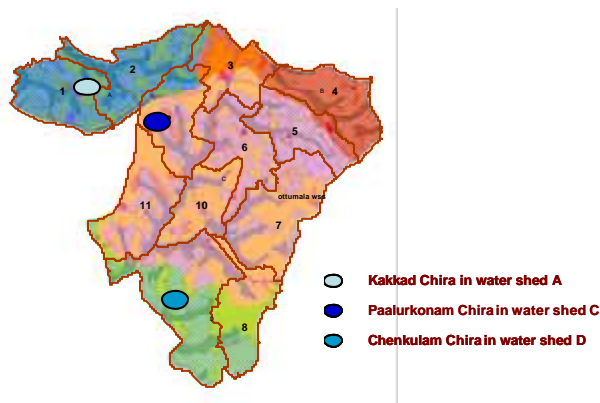 3
2
1
A
B 4
5
6
C
ottumala wss
11
10
7
8
Kakkad Chira in water shed A
Paalurkonam Chira in water shed C
Chenkulam Chira in water shed D